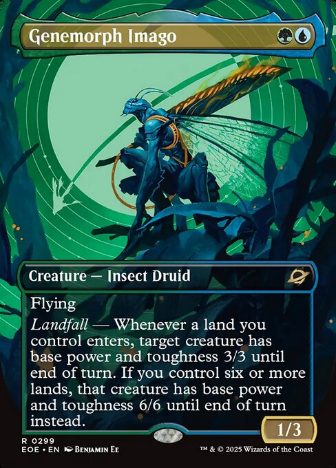 Genemorph Imago
Creature — Insect Druid
Flying
Landfall — Whenever a land you
control enters, target creature has
base power and toughness 3/3 until
end of turn. If you control six or more
lands, that creature has base power
and toughness 6/6 until end of turn
instead.
1/3
R 0299
EOE • EN Benjamin Ee
™ & © 2025 Wizards of the Coast